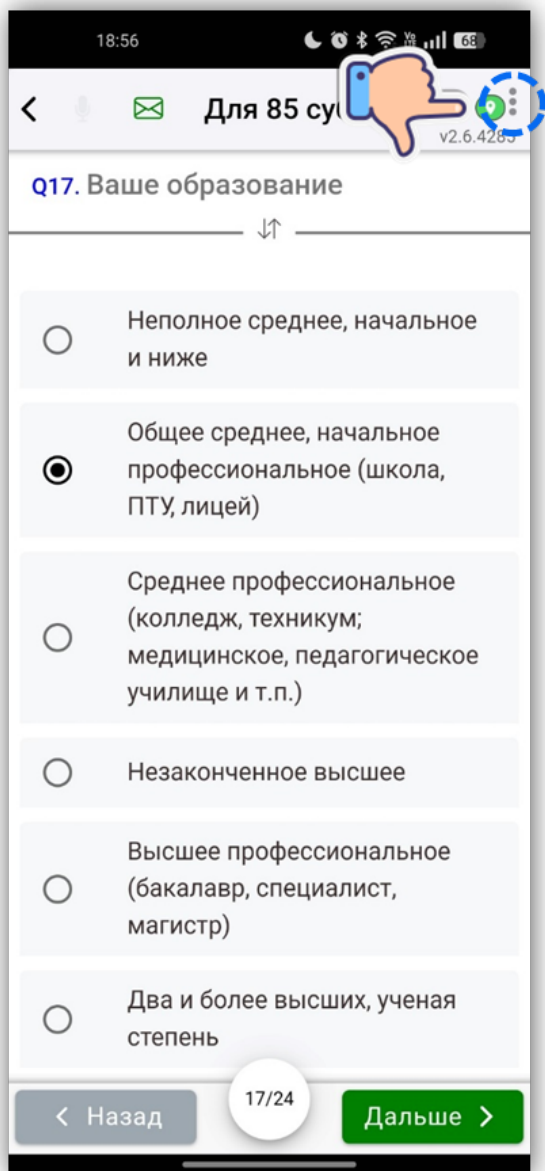 18:56
68
Для 85 су
v2.6.4285
Q17. Ваше образование
Неполное среднее, начальное
и ниже
Общее среднее, начальное
профессиональное (школа,
ПТУ, лицей)
Среднее профессиональное
(колледж, техникум;
медицинское, педагогическое
училище и т.п.)
Незаконченное высшее
Высшее профессиональное
(бакалавр, специалист,
магистр)
Два и более высших, ученая
степень
Назад
17/24
Дальше